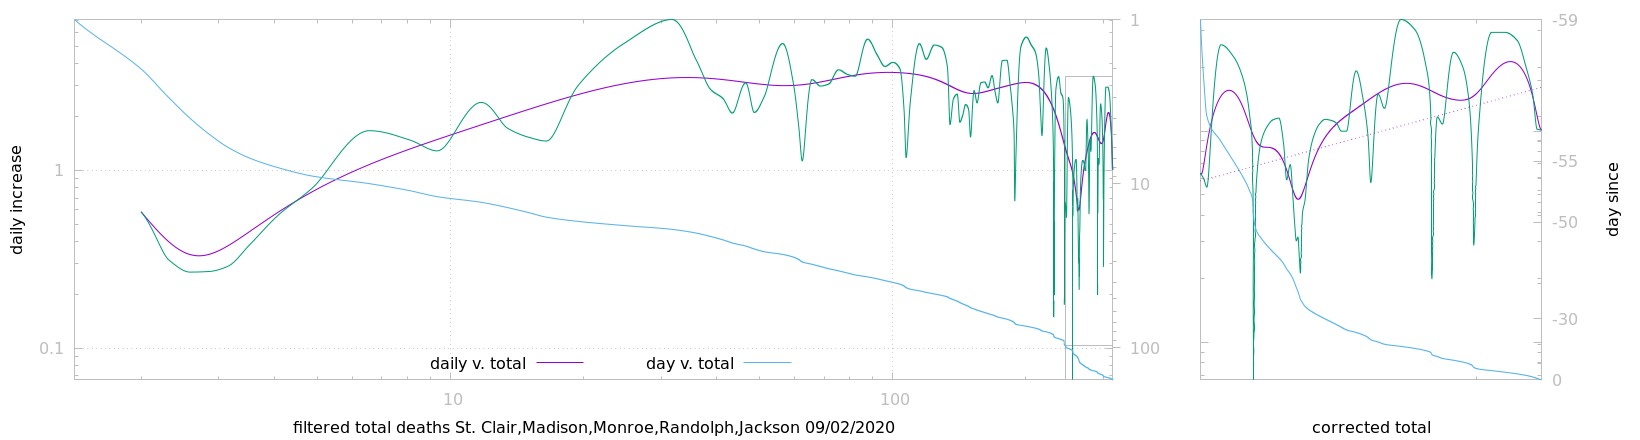 1
-59
daily increase
1
10
-55
-50
day since
-30
0.1
daily v. total
day v. total
100
0
10
100
filtered total deaths St. Clair,Madison,Monroe,Randolph,Jackson 09/02/2020
corrected total